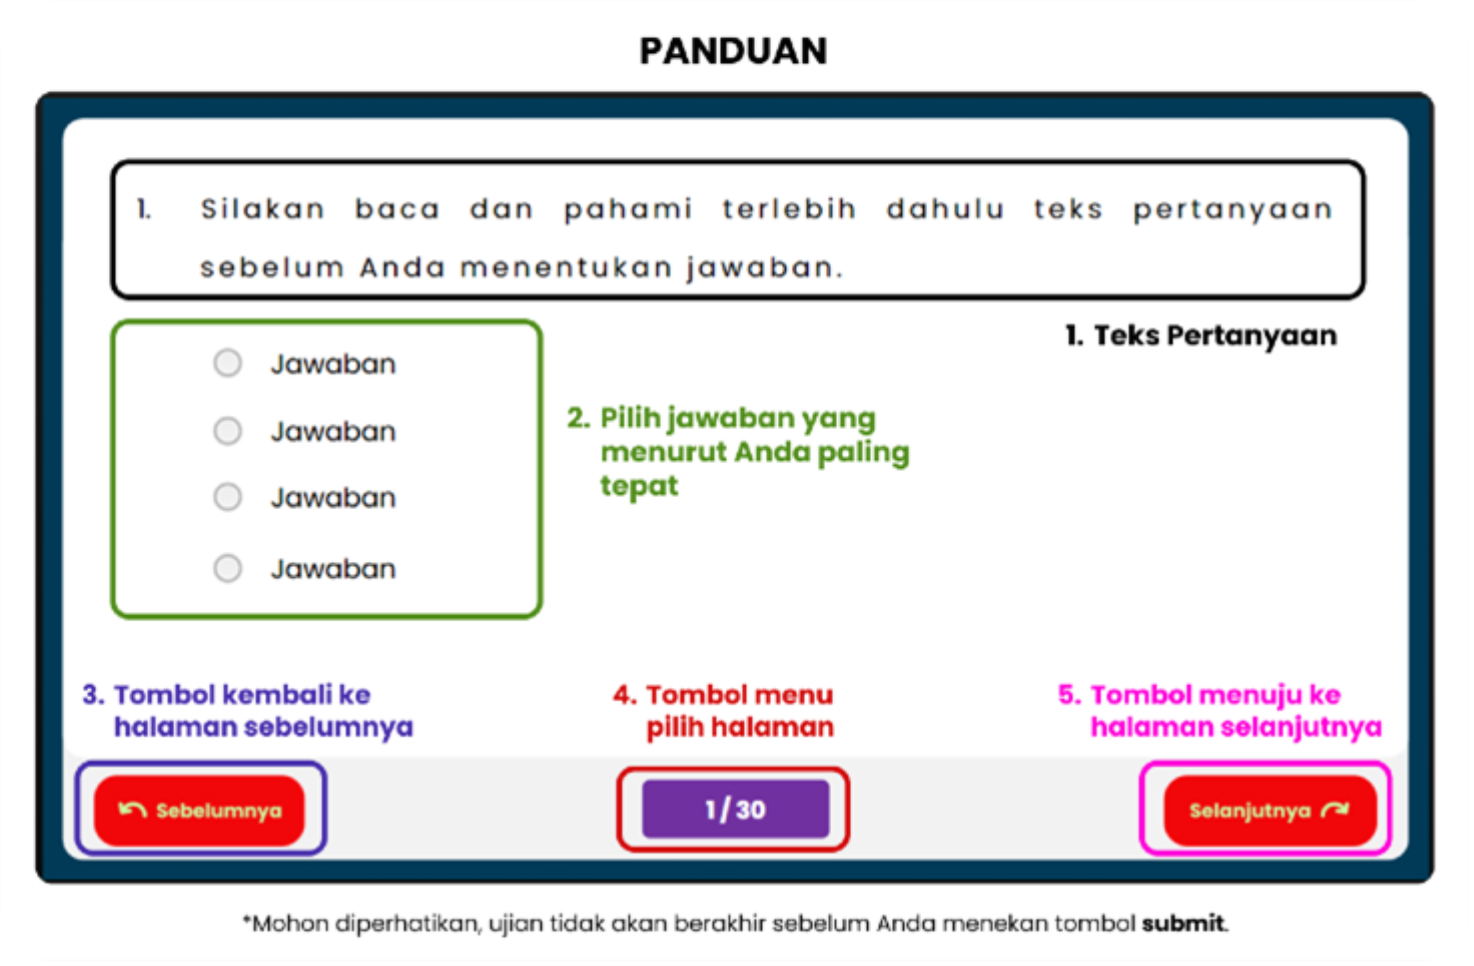 PANDUAN
1. Silakan baca dan pahami terlebih dahulu teks pertanyaan
sebelum Anda menentukan jawaban.
1. Teks Pertanyaan
Jawaban
Jawaban
Jawaban
Jawaban
2. Pilih jawaban yang
menurut Anda paling
tepat
3. Tombol kembali ke
halaman sebelumnya
4. Tombol menu
pilih halaman
5. Tombol menuju ke
halaman selanjutnya
Sebelumnya
1/30
Selanjutnya
*Mohon diperhatikan, ujian tidak akan berakhir sebelum Anda menekan tombol submit.